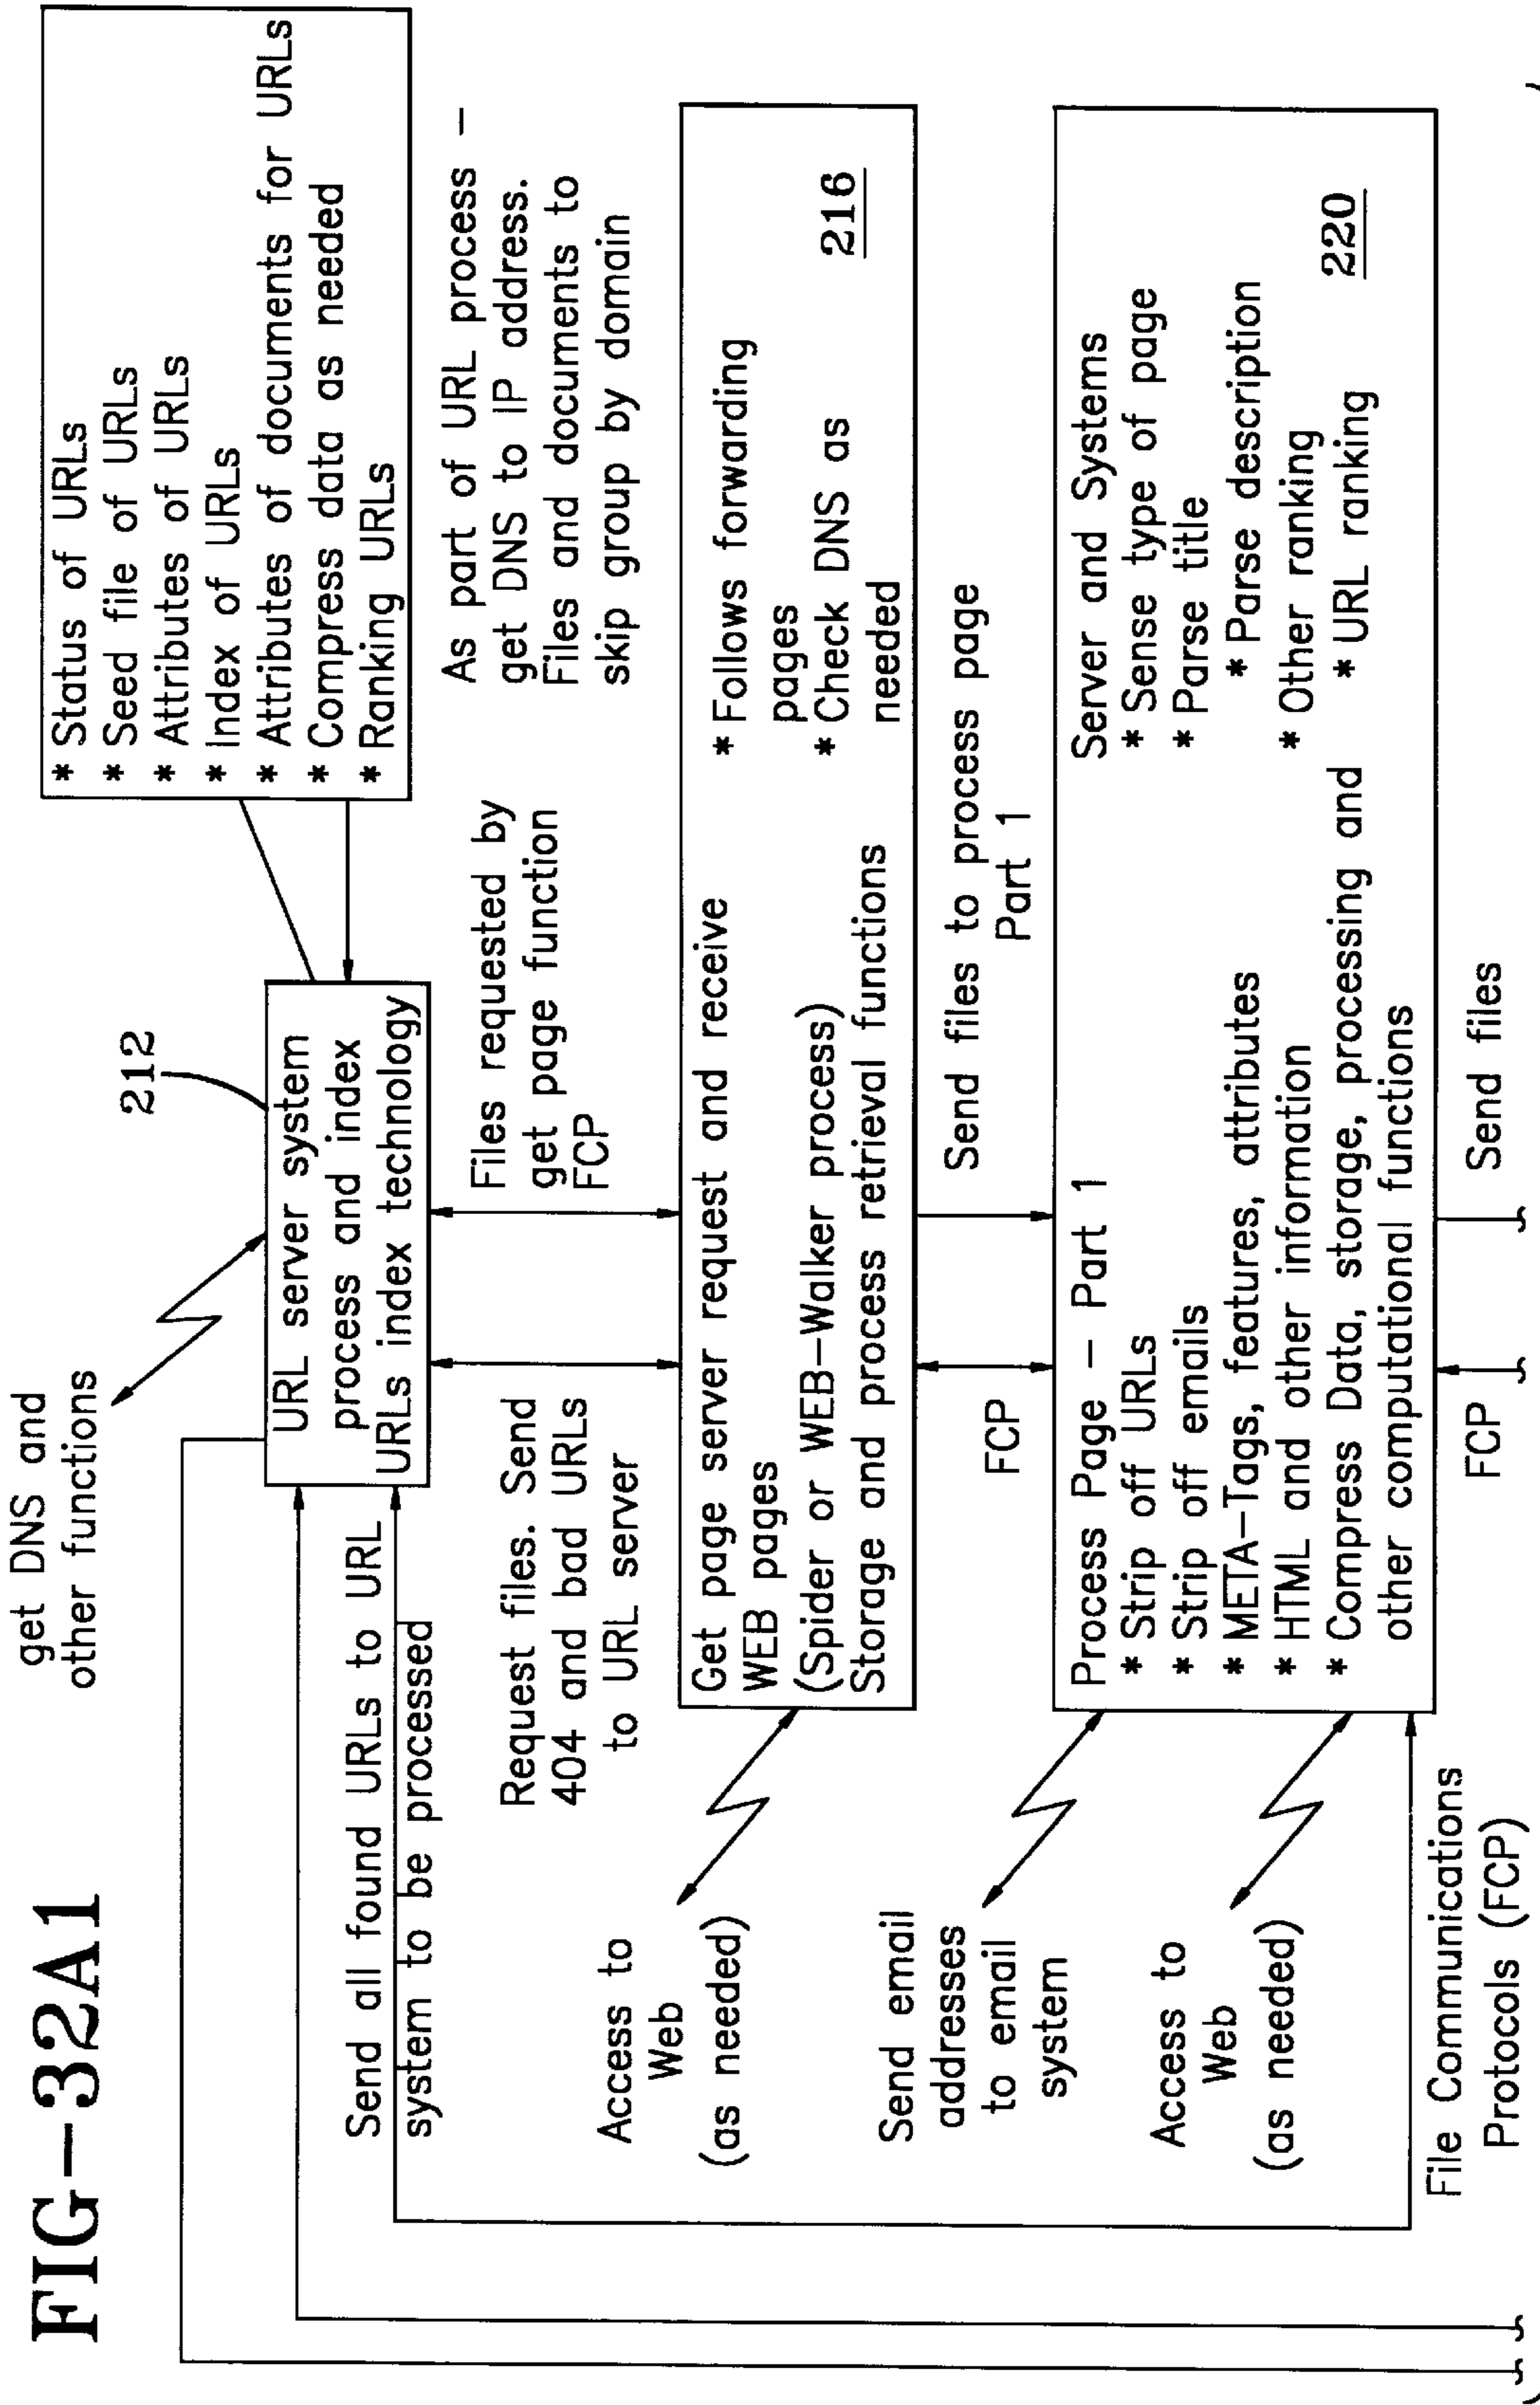 FIG-32A1
get DNS and
other functions
212
* Status of URLs
* Seed file of URLs
* Attributes of URLs
* Index of URLs
* Attributes of documents for URLs
* Compress data as needed
* Ranking URLs
URL server system
process and index
URLs index technology
Send all found URLs to URL
system to be processed
Request files. Send
404 and bad URLs
to URL server
Files requested by
get page function
FCP
As part of URL process –
get DNS to IP address.
Files and documents to
skip group by domain
Access to
Web
(as needed)
Get page server request and receive
WEB pages
(Spider or WEB-Walker process)
Storage and process retrieval functions
* Follows forwarding
pages
* Check DNS as
needed
216
FCP
Send files to process page
Part 1
Send email
addresses
to email
system
Access to
Web
(as needed)
Process Page – Part 1
* Strip off URLs
* Strip off emails
* META-Tags, features, attributes
* HTML and other information
* Compress Data, storage, processing and
other computational functions
Server and Systems
* Sense type of page
* Parse title
* Parse description
* Other ranking
* URL ranking
220
File Communications
Protocols (FCP)
FCP
Send files